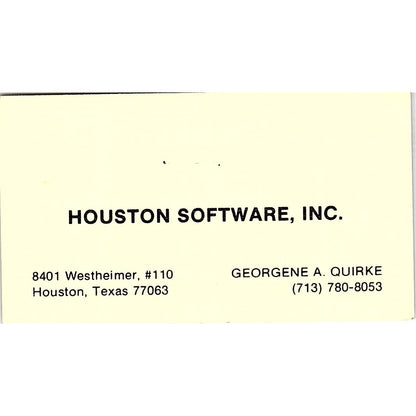 HOUSTON SOFTWARE, INC.
8401 Westheimer, #110
Houston, Texas 77063
GEORGENE A. QUIRKE
(713) 780-8053